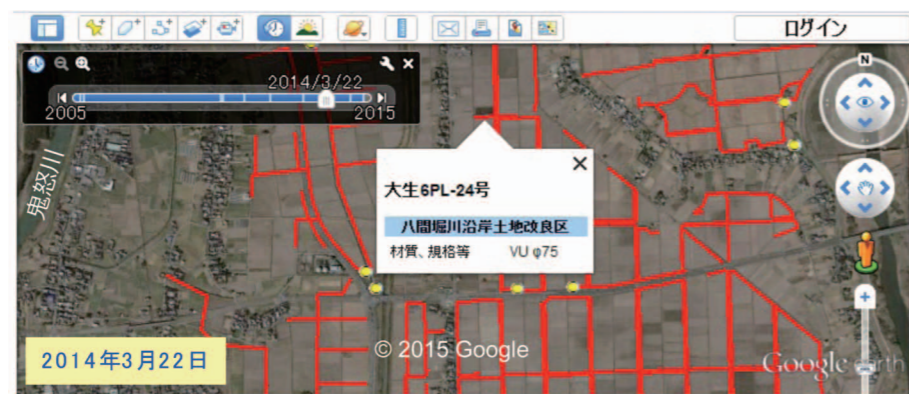 ログイン
2014/3/22
2005
2015
N
鬼怒川
大生6PL-24号
八間堀川沿岸土地改良区
材質、規格等 VU φ75
2014年3月22日
© 2015 Google
Google earth